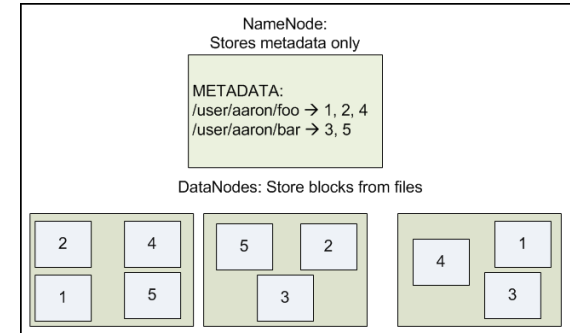 NameNode:
Stores metadata only
METADATA:
/user/aaron/foo → 1, 2, 4
/user/aaron/bar → 3, 5
DataNodes: Store blocks from files
2 4
1 5
5 2
3
1
4
3